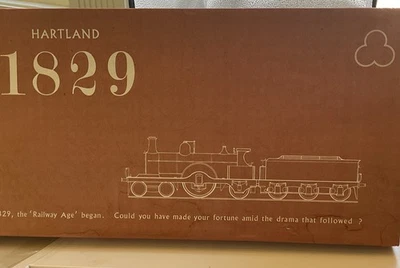 HARTLAND
1829
29, the 'Railway Age' began. Could you have made your fortune amid the drama that followed ?